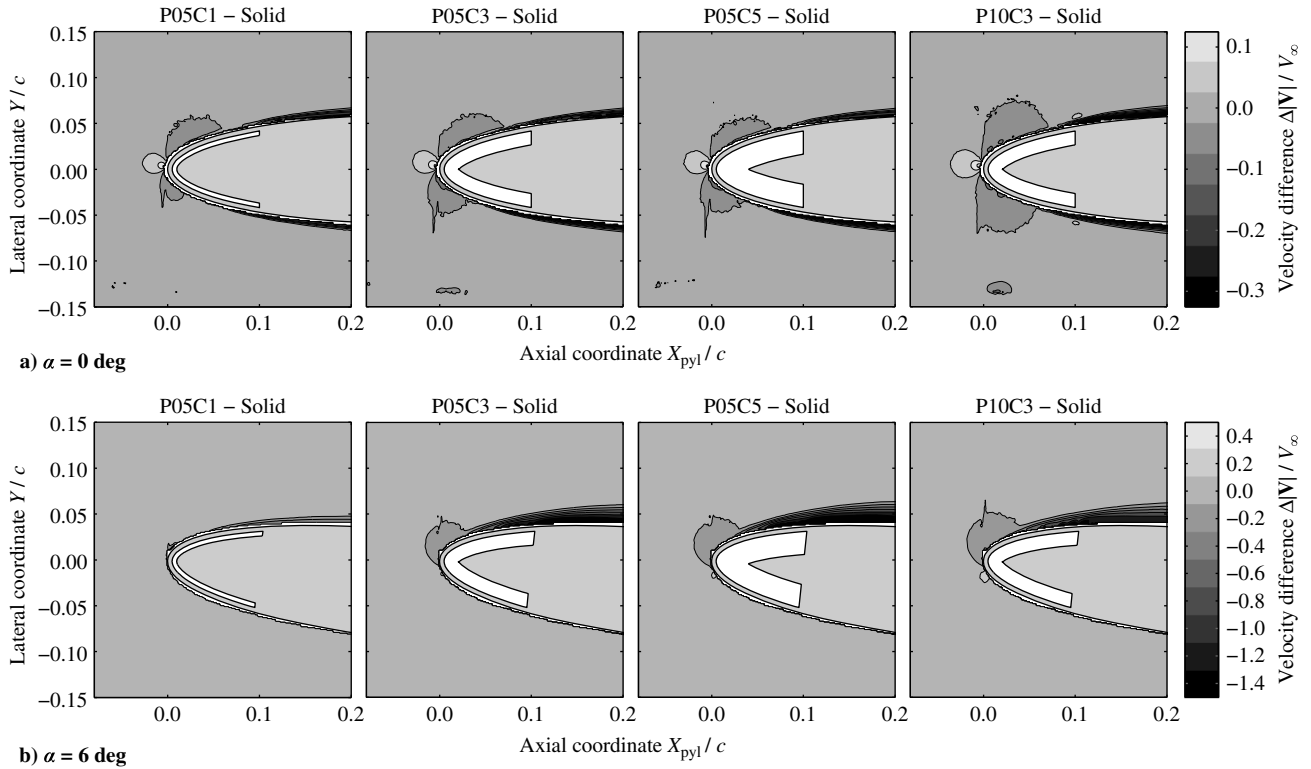 P05C1 – Solid P05C3 – Solid P05C5 – Solid P10C3 – Solid
Lateral coordinate Y / c
0.15
0.10
0.05
0.00
−0.05
−0.10
−0.15
0.0 0.1 0.2 0.0 0.1 0.2 0.0 0.1 0.2 0.0 0.1 0.2
0.1
0.0
−0.1
−0.2
−0.3
Velocity difference Δ|V| / V∞
Axial coordinate Xpyl / c
a) α = 0 deg
P05C1 – Solid P05C3 – Solid P05C5 – Solid P10C3 – Solid
Lateral coordinate Y / c
0.15
0.10
0.05
0.00
−0.05
−0.10
−0.15
0.0 0.1 0.2 0.0 0.1 0.2 0.0 0.1 0.2 0.0 0.1 0.2
0.4
0.2
0.0
−0.2
−0.4
−0.6
−0.8
−1.0
−1.2
−1.4
Velocity difference Δ|V| / V∞
Axial coordinate Xpyl / c
b) α = 6 deg